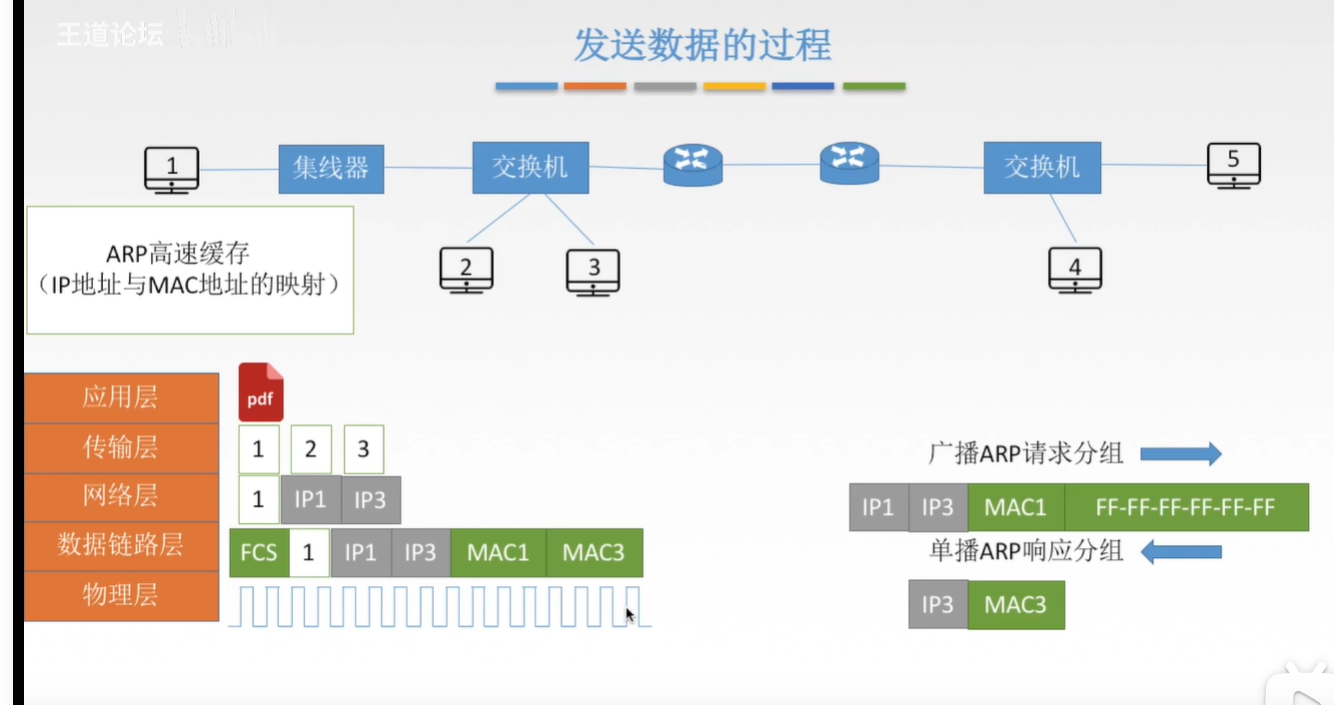 王道论坛
发送数据的过程
1 集线器 交换机 交换机 5
2 3 4
ARP高速缓存
（IP地址与MAC地址的映射）
应用层 pdf
传输层 1 2 3
网络层 1 IP1 IP3
数据链路层 FCS 1 IP1 IP3 MAC1 MAC3
物理层
广播ARP请求分组
IP1 IP3 MAC1 FF-FF-FF-FF-FF-FF
单播ARP响应分组
IP3 MAC3